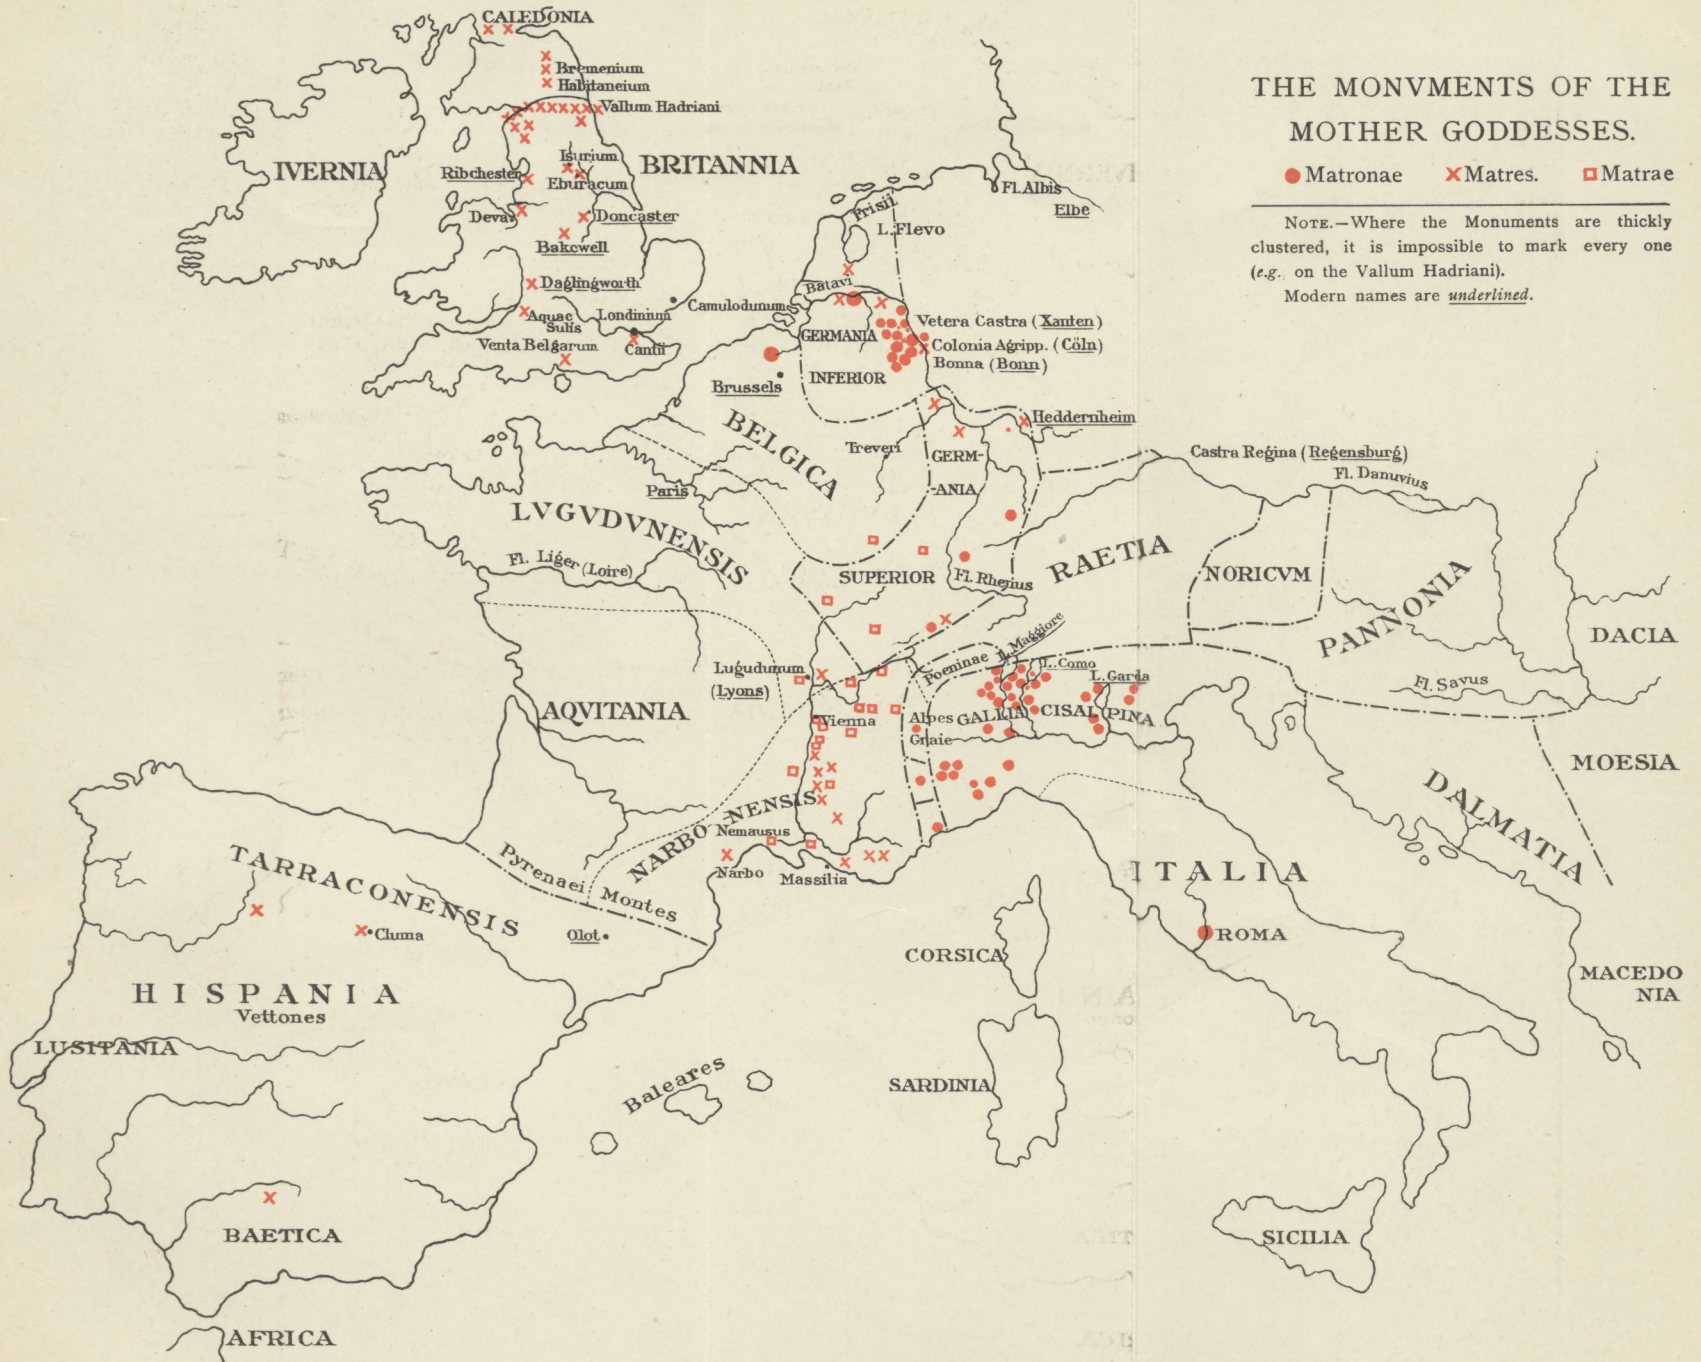 THE MONVMENTS OF THE
MOTHER GODDESSES.
Matronae Matres. Matrae
NOTE.—Where the Monuments are thickly
clustered, it is impossible to mark every one
(e.g. on the Vallum Hadriani).
Modern names are underlined.
CALEDONIA
Bremenium
Habitaneium
Vallum Hadriani
IVERNIA
BRITANNIA
Isurium
Ribchester
Eburacum
Deva
Doncaster
Bakewell
Daglingworth
Aquae
Sulis
Londinium
Camulodunum
Venta Belgarum
Cantii
Fl. Albis
Elbe
Frisii
L. Flevo
Batavi
GERMANIA
INFERIOR
Vetera Castra (Xanten)
Colonia Agripp. (Cöln)
Bonna (Bonn)
Brussels
BELGICA
Heddernheim
Treveri
GERM-
-ANIA
SUPERIOR
Castra Regina (Regensburg)
Fl. Danuvius
Paris
LVGVDVNENSIS
Fl. Liger (Loire)
Fl. Rhenus
RAETIA
NORICVM
PANNONIA
DACIA
Lugudunum
(Lyons)
Poeninae
L. Maggiore
L. Como
L. Garda
Fl. Savus
AQVITANIA
Vienna
Alpes
Graie
GALLIA CISALPINA
MOESIA
DALMATIA
NARBONENSIS
Nemausus
Narbo
Massilia
TARRACONENSIS
Pyrenaei Montes
Cluma
Olot
ITALIA
ROMA
CORSICA
HISPANIA
Vettones
MACEDO
NIA
LUSITANIA
Baleares
SARDINIA
BAETICA
SICILIA
AFRICA